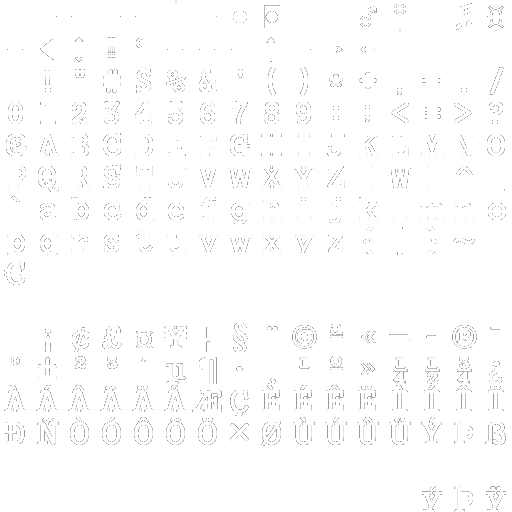 ! " # $ % & ' ( ) * + , - . /
0 1 2 3 4 5 6 7 8 9 : ; < = > ?
@ A B C D E F G H I J K L M N O
P Q R S T U V W X Y Z [ W ] ^ _
` a b c d e f g h i j k l m n o
p q r s t u v w x y z { | } ~
€
¡ ¢ £ ¤ ¥ ¦ § ¨ © ª « ¬ - ® ¯
° ± ² ³ ´ µ ¶ · ¸ ¹ º » ¼ ½ ¾ ¿
À Á Â Ã Ä Å Æ Ç È É Ê Ë Ì Í Î Ï
Ð Ñ Ò Ó Ô Õ Ö × Ø Ù Ú Û Ü Ý Þ ß
ý þ ÿ